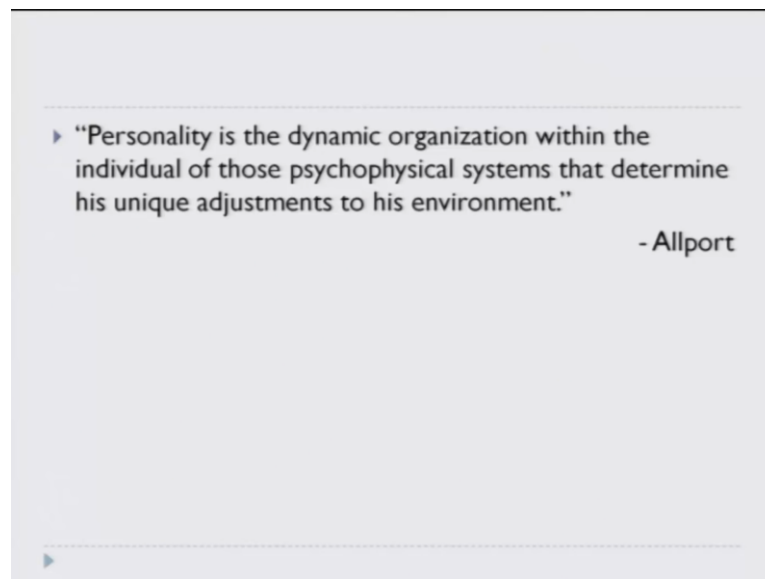 “Personality is the dynamic organization within the
individual of those psychophysical systems that determine
his unique adjustments to his environment.”
- Allport